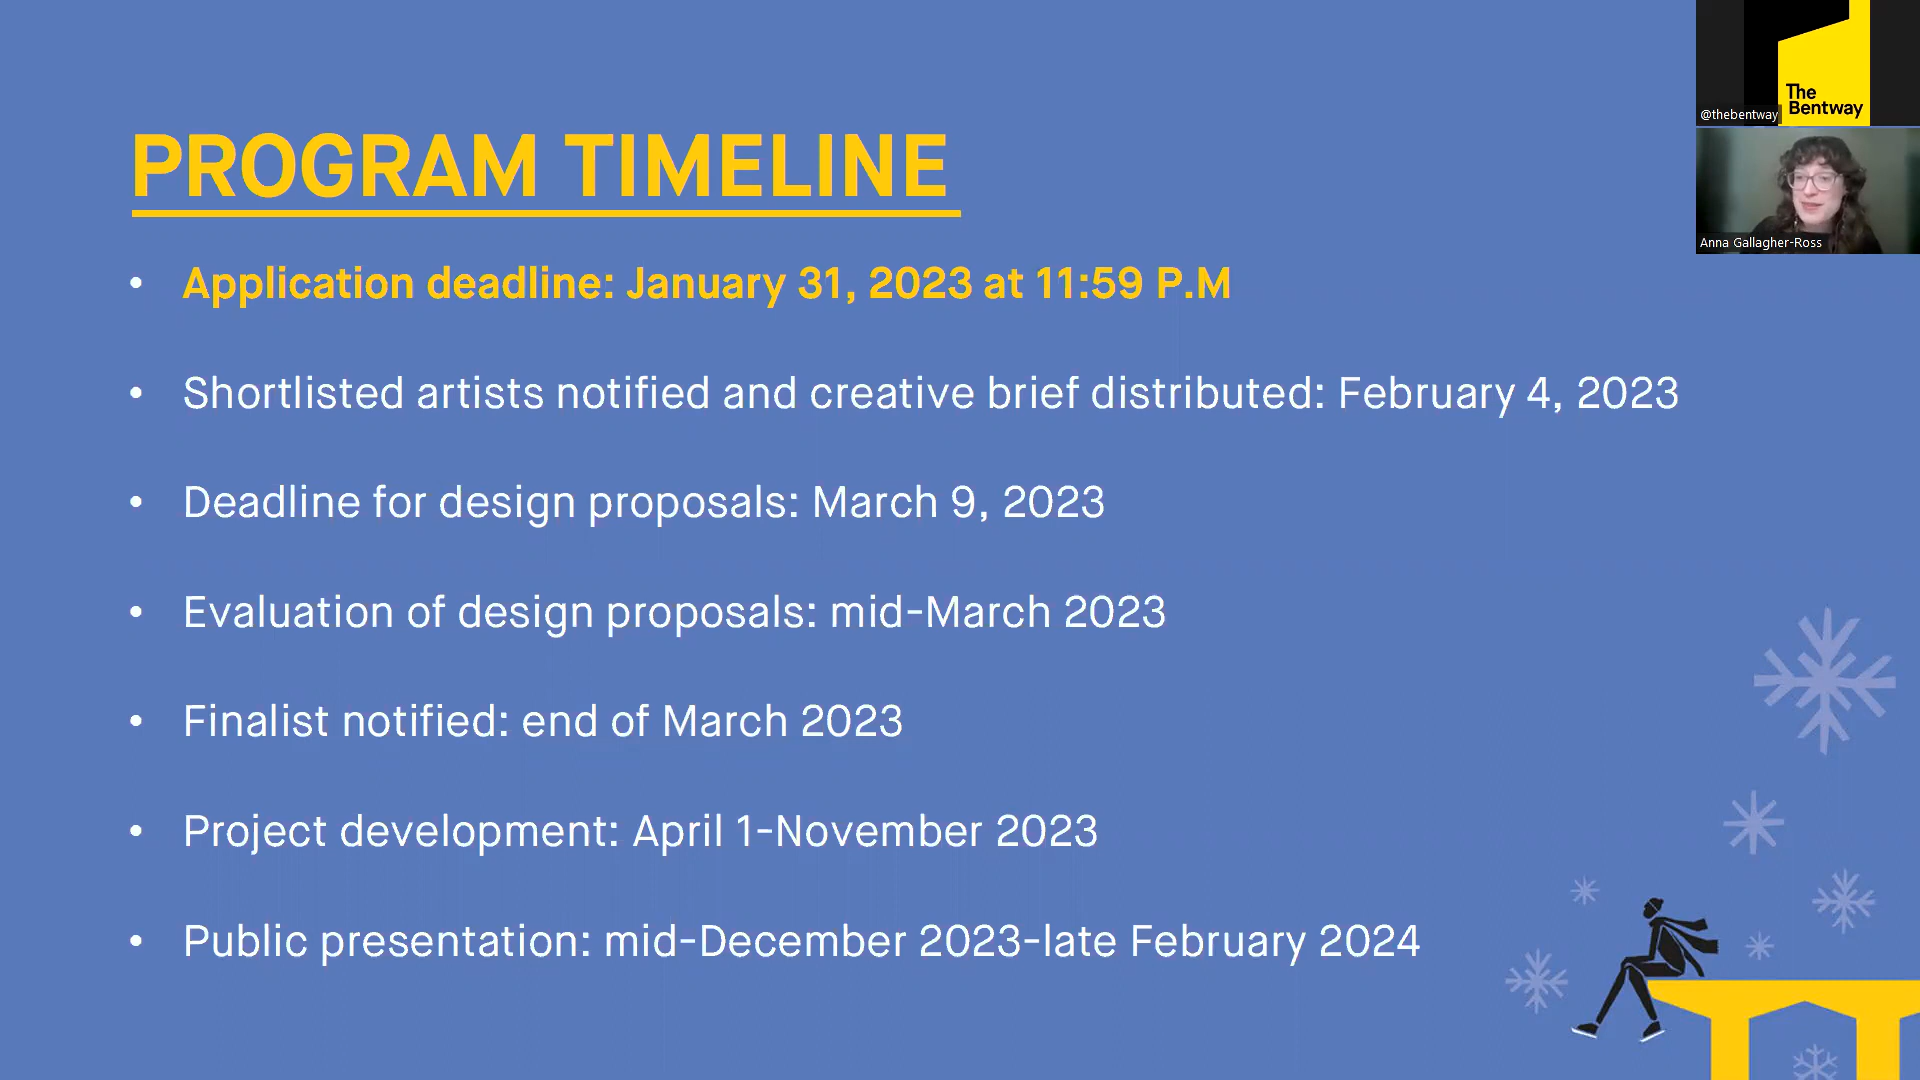 The
Bentway
@thebentway
Anna Gallagher-Ross
PROGRAM TIMELINE
• Application deadline: January 31, 2023 at 11:59 P.M
• Shortlisted artists notified and creative brief distributed: February 4, 2023
• Deadline for design proposals: March 9, 2023
• Evaluation of design proposals: mid-March 2023
• Finalist notified: end of March 2023
• Project development: April 1-November 2023
• Public presentation: mid-December 2023-late February 2024